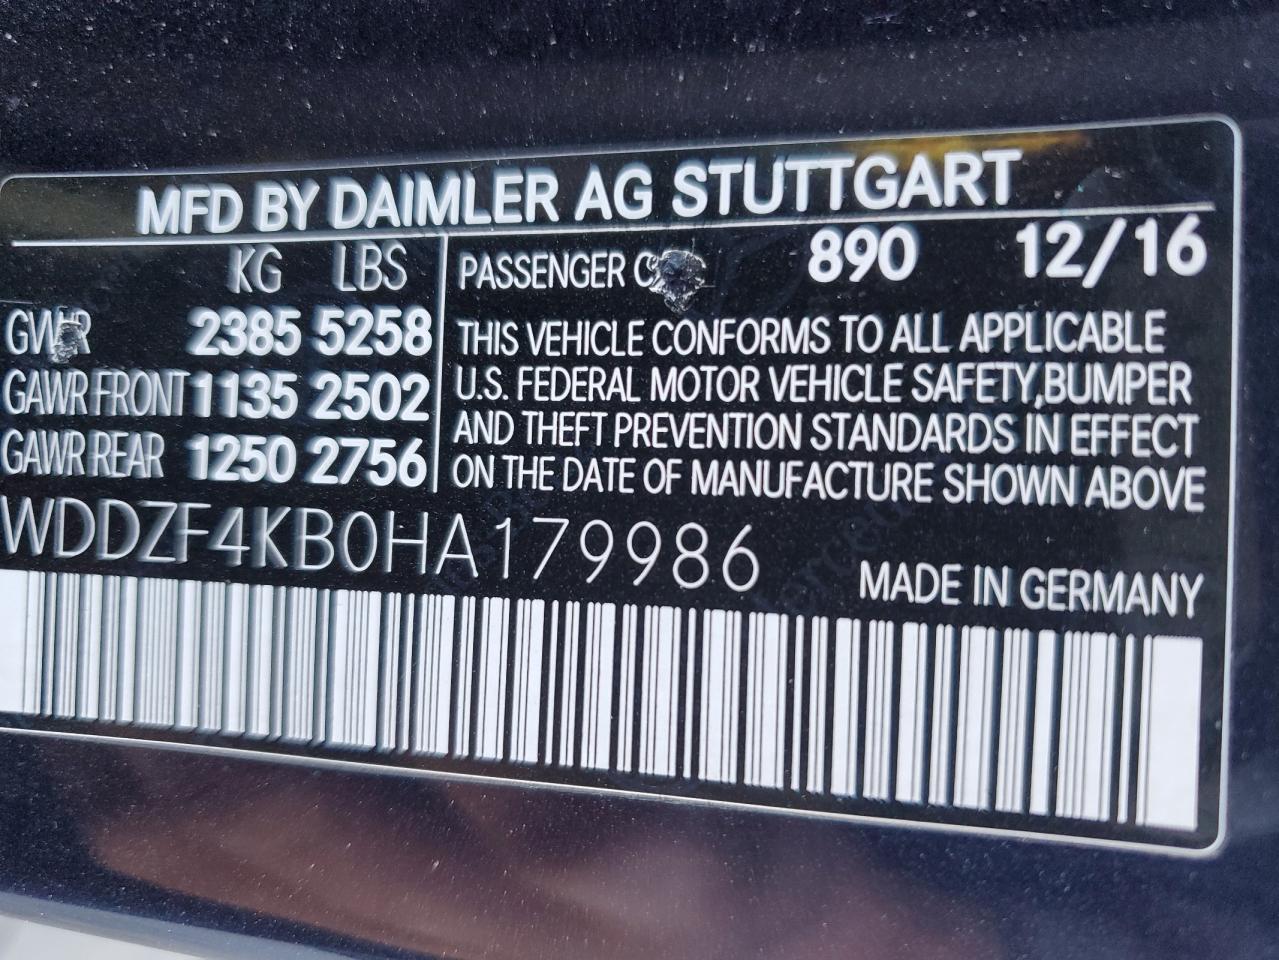 MFD BY DAIMLER AG STUTTGART
KG LBS
GVWR 2385 5258
GAWR FRONT 1135 2502
GAWR REAR 1250 2756
PASSENGER 890 12/16
THIS VEHICLE CONFORMS TO ALL APPLICABLE
U.S. FEDERAL MOTOR VEHICLE SAFETY,BUMPER
AND THEFT PREVENTION STANDARDS IN EFFECT
ON THE DATE OF MANUFACTURE SHOWN ABOVE
WDDZF4KB0HA179986
MADE IN GERMANY